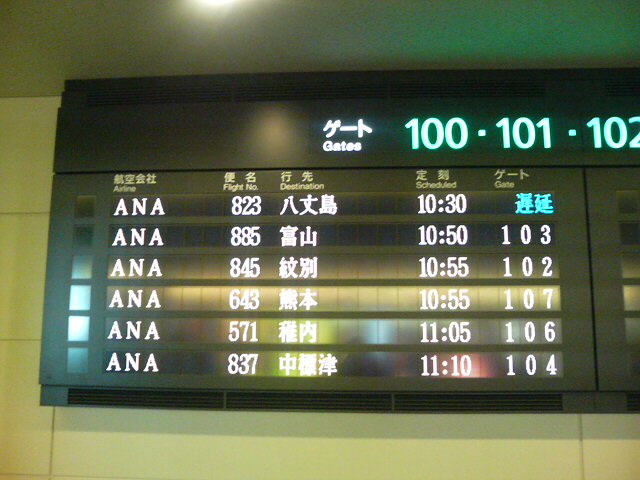 ゲート 100・101・102
Gates
航空会社 便名 行先 定刻 ゲート
Airline Flight No. Destination Scheduled Gate
ANA 823 八丈島 10:30 遅延
ANA 885 富山 10:50 103
ANA 845 紋別 10:55 102
ANA 643 熊本 10:55 107
ANA 571 稚内 11:05 106
ANA 837 中標津 11:10 104